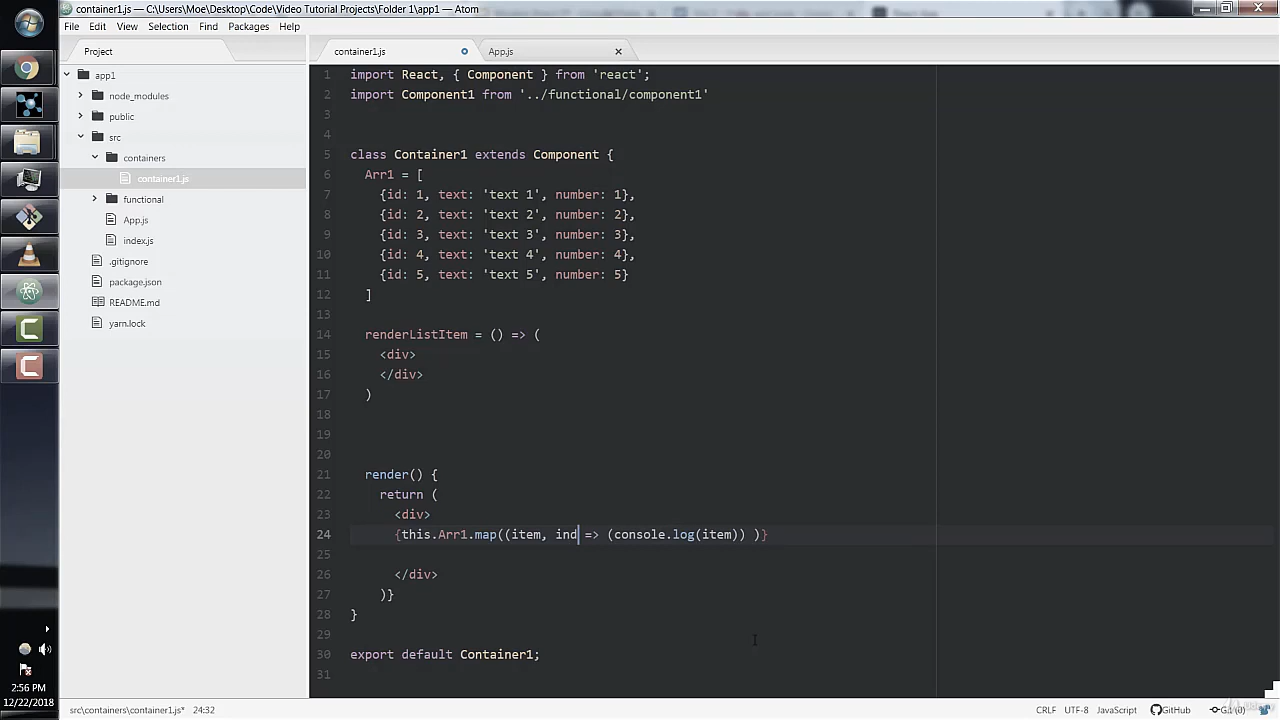 container1.js — C:\Users\Moe\Desktop\Code\Video Tutorial Projects\Folder 1\app1 — Atom
File Edit View Selection Find Packages Help
Project
container1.js
App.js
app1
node_modules
public
src
containers
container1.js
functional
App.js
index.js
.gitignore
package.json
README.md
yarn.lock
1 import React, { Component } from 'react';
2 import Component1 from '../functional/component1'
3
4
5 class Container1 extends Component {
6 Arr1 = [
7 {id: 1, text: 'text 1', number: 1},
8 {id: 2, text: 'text 2', number: 2},
9 {id: 3, text: 'text 3', number: 3},
10 {id: 4, text: 'text 4', number: 4},
11 {id: 5, text: 'text 5', number: 5}
12 ]
13
14 renderListItem = () => (
15 <div>
16 </div>
17 )
18
19
20
21 render() {
22 return (
23 <div>
24 {this.Arr1.map((item, ind => (console.log(item)) )}
25
26 </div>
27 )}
28 }
29
30 export default Container1;
31
2:56 PM
12/22/2018
src\containers\container1.js* 24:32
CRLF UTF-8 JavaScript GitHub Git (0)